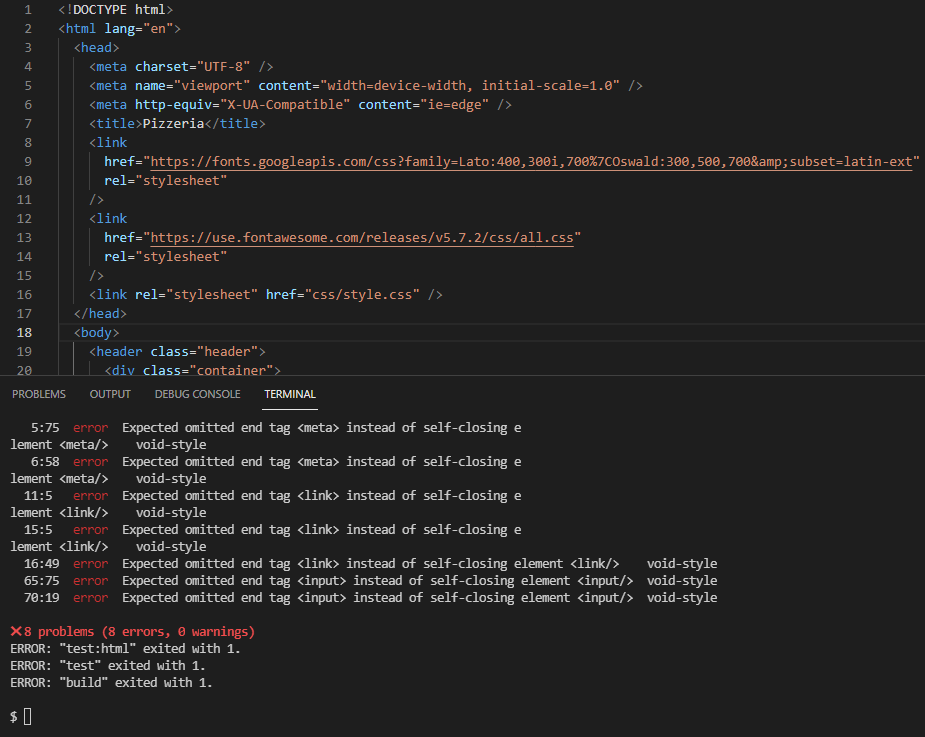 1 <!DOCTYPE html>
2 <html lang="en">
3 <head>
4 <meta charset="UTF-8" />
5 <meta name="viewport" content="width=device-width, initial-scale=1.0" />
6 <meta http-equiv="X-UA-Compatible" content="ie=edge" />
7 <title>Pizzeria</title>
8 <link
9 href="https://fonts.googleapis.com/css?family=Lato:400,300i,700%7COswald:300,500,700&amp;subset=latin-ext"
10 rel="stylesheet"
11 />
12 <link
13 href="https://use.fontawesome.com/releases/v5.7.2/css/all.css"
14 rel="stylesheet"
15 />
16 <link rel="stylesheet" href="css/style.css" />
17 </head>
18 <body>
19 <header class="header">
20 <div class="container">
PROBLEMS OUTPUT DEBUG CONSOLE TERMINAL
5:75 error Expected omitted end tag <meta> instead of self-closing e
lement <meta/> void-style
6:58 error Expected omitted end tag <meta> instead of self-closing e
lement <meta/> void-style
11:5 error Expected omitted end tag <link> instead of self-closing e
lement <link/> void-style
15:5 error Expected omitted end tag <link> instead of self-closing e
lement <link/> void-style
16:49 error Expected omitted end tag <link> instead of self-closing element <link/> void-style
65:75 error Expected omitted end tag <input> instead of self-closing element <input/> void-style
70:19 error Expected omitted end tag <input> instead of self-closing element <input/> void-style
❌8 problems (8 errors, 0 warnings)
ERROR: "test:html" exited with 1.
ERROR: "test" exited with 1.
ERROR: "build" exited with 1.
$